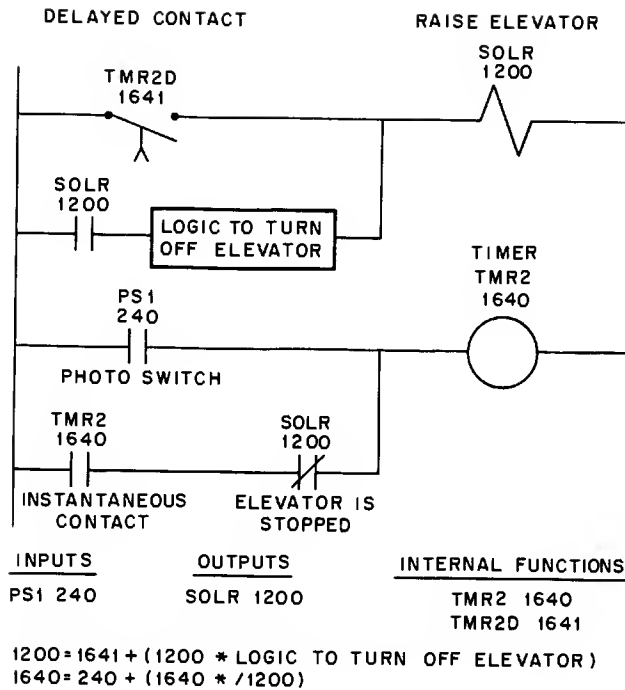 DELAYED CONTACT
RAISE ELEVATOR
TMR2D
1641
SOLR
1200
SOLR
1200
LOGIC TO TURN
OFF ELEVATOR
TIMER
TMR2
1640
PS1
240
PHOTO SWITCH
TMR2
1640
SOLR
1200
INSTANTANEOUS
CONTACT
ELEVATOR IS
STOPPED
INPUTS
OUTPUTS
INTERNAL FUNCTIONS
PS1 240
SOLR 1200
TMR2 1640
TMR2D 1641
1200=1641+(1200 * LOGIC TO TURN OFF ELEVATOR)
1640=240+(1640 * /1200)